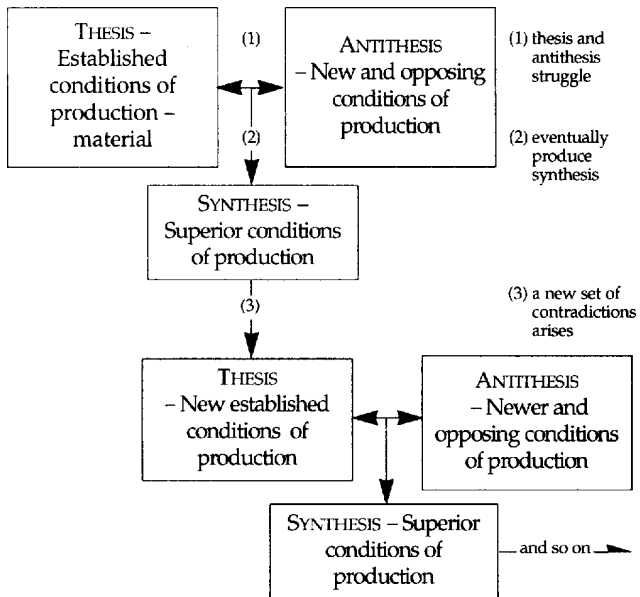 THESIS –
Established
conditions of
production –
material
(1)
ANTITHESIS
– New and opposing
conditions of
production
(1) thesis and
antithesis
struggle
(2)
(2) eventually
produce
synthesis
SYNTHESIS –
Superior conditions
of production
(3)
(3) a new set of
contradictions
arises
THESIS
– New established
conditions of
production
ANTITHESIS
– Newer and
opposing conditions
of production
SYNTHESIS – Superior
conditions of
production
and so on